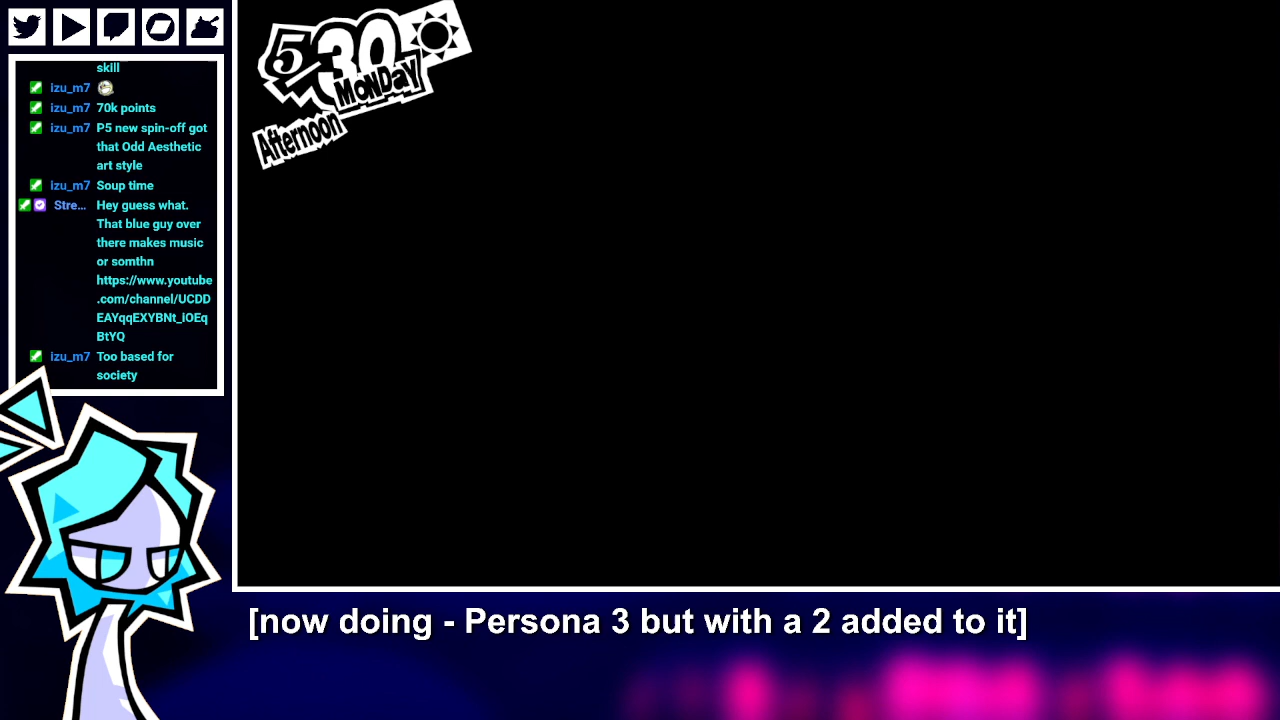 skill
izu_m7
izu_m7 70k points
izu_m7 P5 new spin-off got
that Odd Aesthetic
art style
izu_m7 Soup time
Stre... Hey guess what.
That blue guy over
there makes music
or somthn
https://www.youtube
.com/channel/UCDD
EAYqqEXYBNt_iOEq
BtYQ
izu_m7 Too based for
society
5/30
MONDAY
Afternoon
[now doing - Persona 3 but with a 2 added to it]